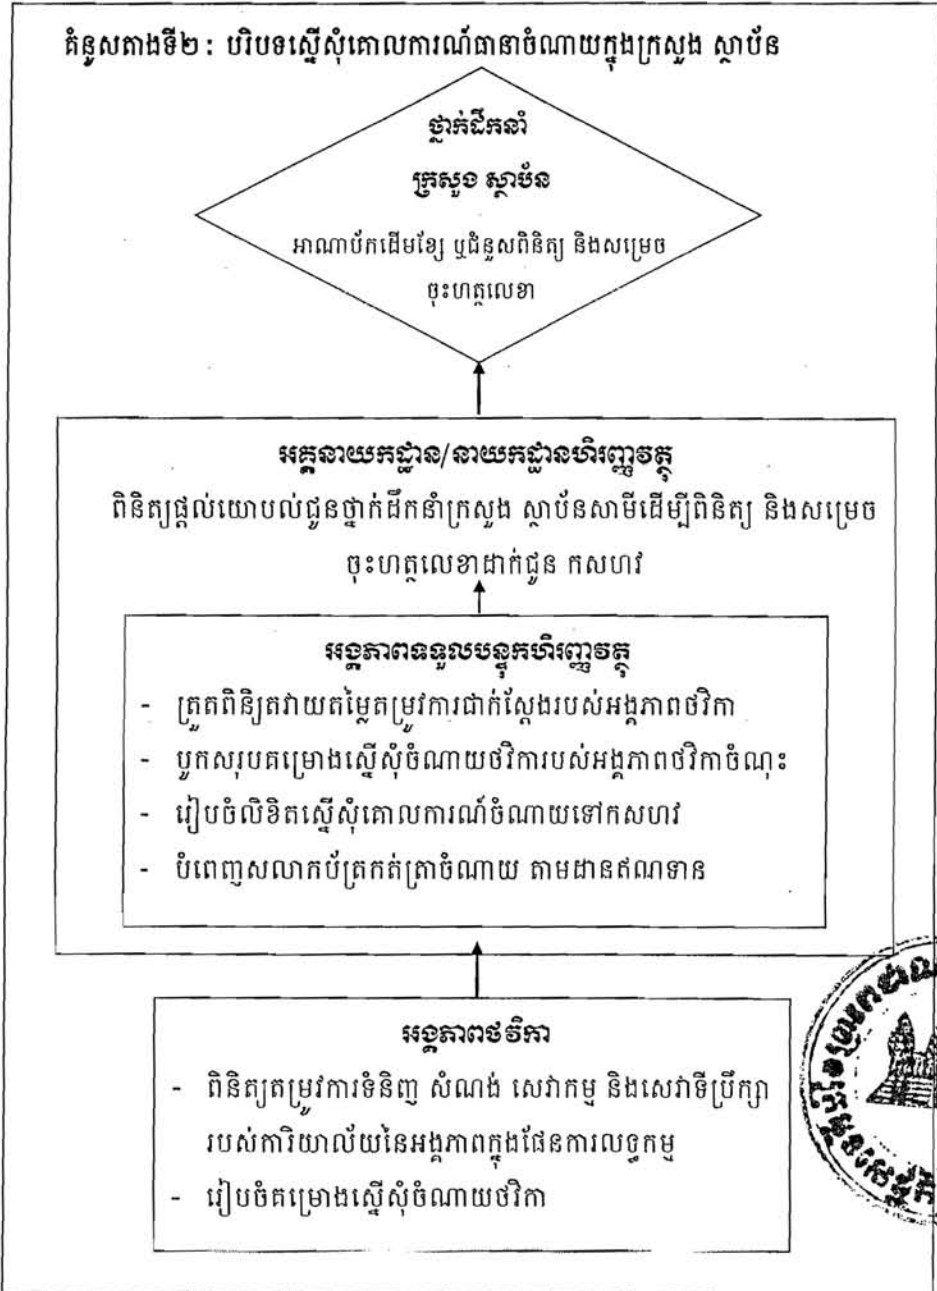 គំនូសតាងទី២ : បរិបទស្នើសុំគោលការណ៍ធានាចំណាយក្នុងក្រសួង ស្ថាប័ន
ថ្នាក់ដឹកនាំ
ក្រសួង ស្ថាប័ន
អាណាប័កដើមខ្សែ ឬជំនួសពិនិត្យ និងសម្រេច
ចុះហត្ថលេខា
អគ្គនាយកដ្ឋាន/នាយកដ្ឋានហិរញ្ញវត្ថុ
ពិនិត្យផ្តល់យោបល់ជូនថ្នាក់ដឹកនាំក្រសួង ស្ថាប័នសាមីដើម្បីពិនិត្យ និងសម្រេច
ចុះហត្ថលេខាដាក់ជូន កសហវ
អង្គភាពទទួលបន្ទុកហិរញ្ញវត្ថុ
- ត្រួតពិន្យិតវាយតម្លៃតម្រូវការជាក់ស្តែងរបស់អង្គភាពថវិកា
- បូកសរុបគម្រោងស្នើសុំចំណាយថវិការបស់អង្គភាពថវិកាចំណុះ
- រៀបចំលិខិតស្នើសុំគោលការណ៍ចំណាយទៅកសហវ
- បំពេញសលាកប័ត្រកត់ត្រាចំណាយ តាមដានឥណទាន
អង្គភាពថវិកា
- ពិនិត្យតម្រូវការទំនិញ សំណង់ សេវាកម្ម និងសេវាទីប្រឹក្សា
របស់ការិយាល័យនៃអង្គភាពក្នុងផែនការលទ្ធកម្ម
- រៀបចំគម្រោងស្នើសុំចំណាយថវិកា